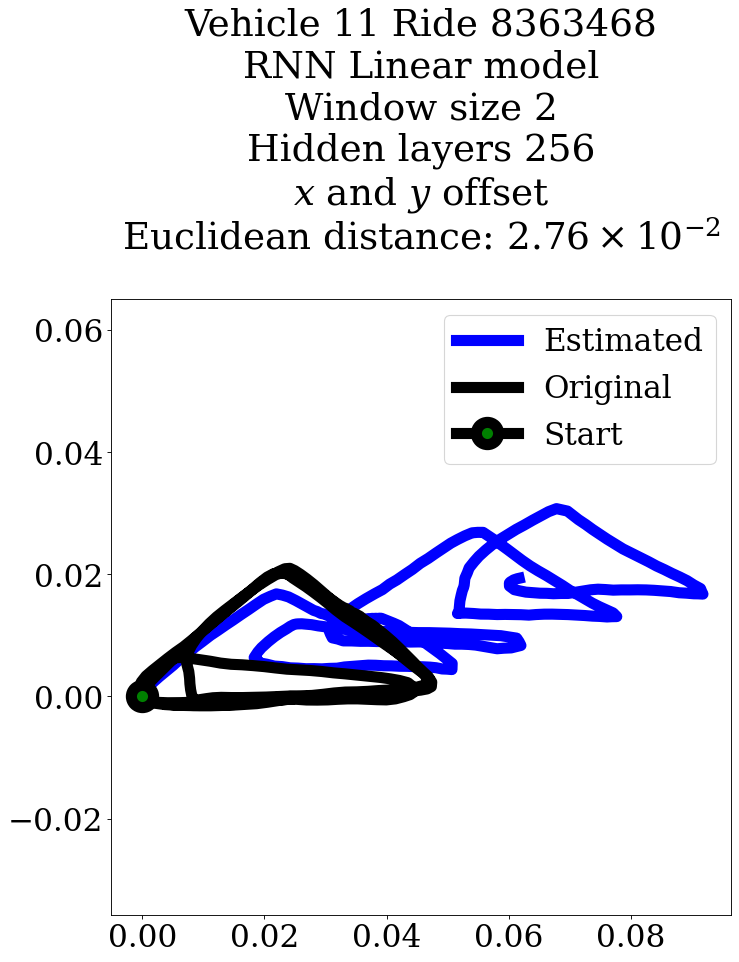 Vehicle 11 Ride 8363468
RNN Linear model
Window size 2
Hidden layers 256
x and y offset
Euclidean distance: 2.76 × 10⁻²
Estimated
Original
Start
0.06
0.04
0.02
0.00
−0.02
0.00 0.02 0.04 0.06 0.08